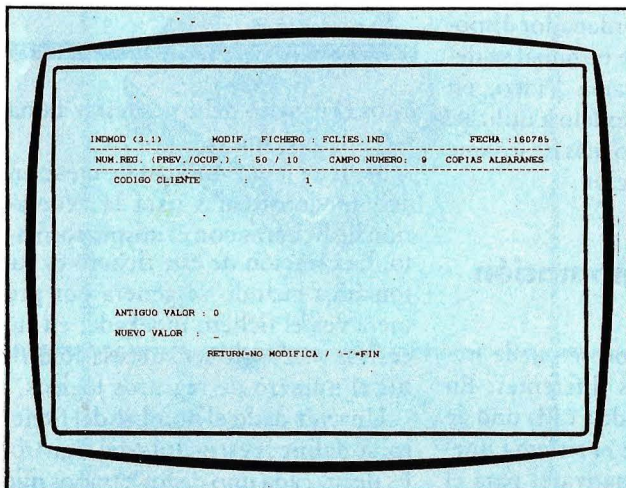 INDMOD (3.1) MODIF. FICHERO : FCLIES.IND FECHA :160785
NUM.REG. (PREV./OCUP.) : 50 / 10 CAMPO NUMERO: 9 COPIAS ALBARANES
CODIGO CLIENTE : 1
ANTIGUO VALOR : 0
NUEVO VALOR : _
RETURN=NO MODIFICA / '-'=FIN